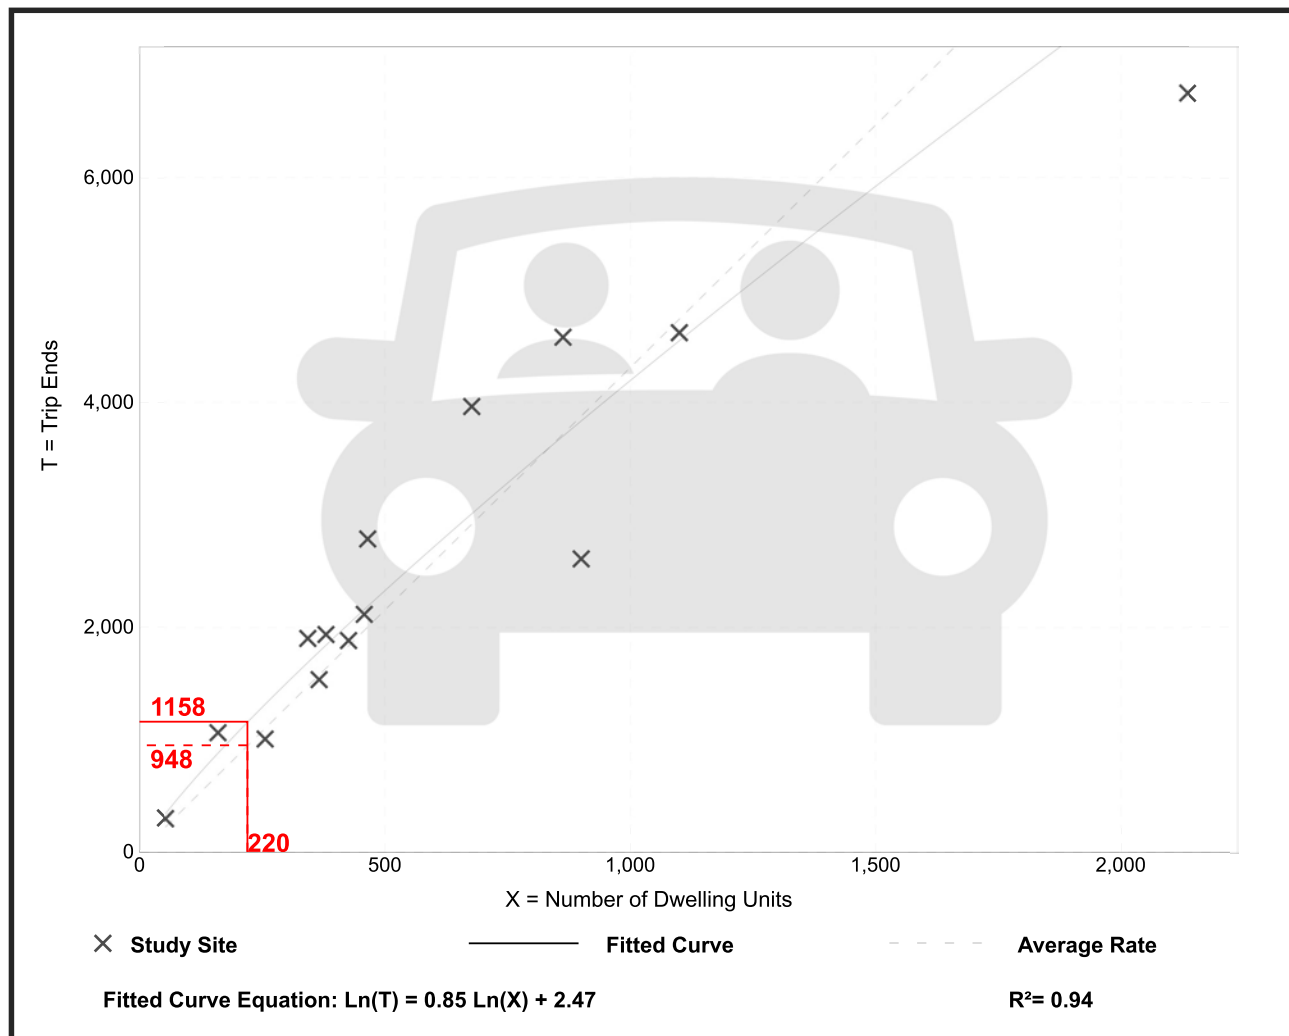 6,000
4,000
2,000
0
T = Trip Ends
1158
948
220
0
500
1,000
1,500
2,000
X = Number of Dwelling Units
Study Site
Fitted Curve
Average Rate
Fitted Curve Equation: Ln(T) = 0.85 Ln(X) + 2.47
R²= 0.94